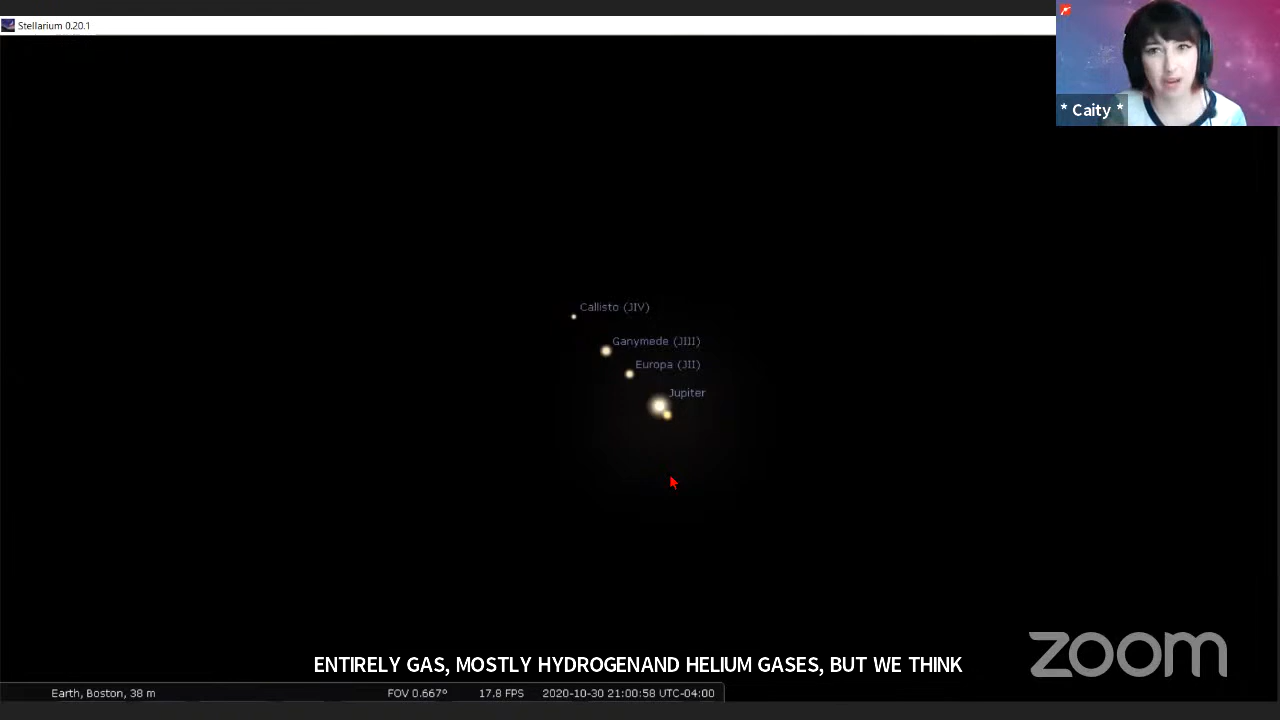 Stellarium 0.20.1
* Caity *
Callisto (JIV)
Ganymede (JIII)
Europa (JII)
Jupiter
ENTIRELY GAS, MOSTLY HYDROGENAND HELIUM GASES, BUT WE THINK
zoom
Earth, Boston, 38 m FOV 0.667° 17.8 FPS 2020-10-30 21:00:58 UTC-04:00